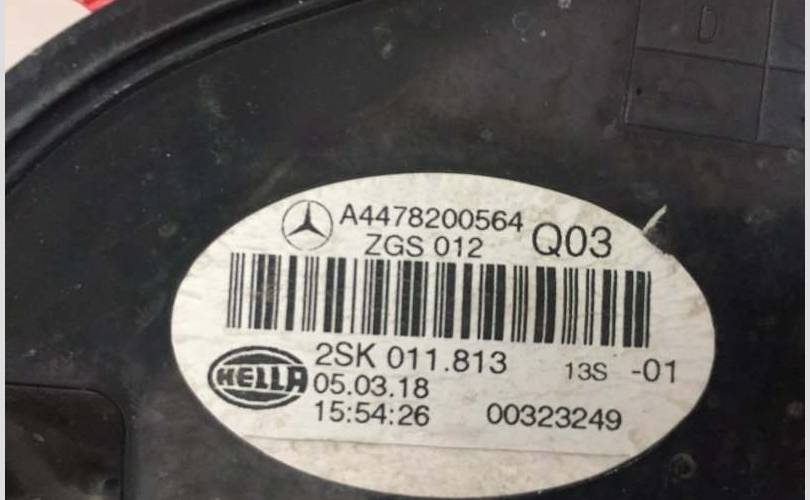 D
A4478200564
ZGS 012 Q03
HELLA 2SK 011.813 13S -01
05.03.18
15:54:26 00323249